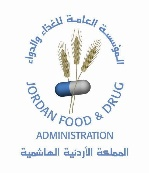 المؤسسة العامة للغذاء والدواء
JORDAN FOOD & DRUG
ADMINISTRATION
المملكة الأردنية الهاشمية